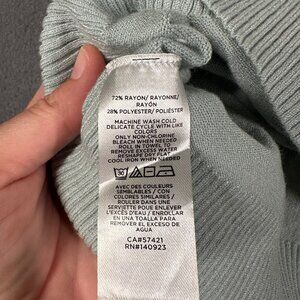 72% RAYON/ RAYONNE/
RAYÓN
28% POLYESTER/ POLIÉSTER
MACHINE WASH COLD
DELICATE CYCLE WITH LIKE
COLORS
ONLY NON-CHLORINE
BLEACH WHEN NEEDED
ROLL IN TOWEL TO
REMOVE EXCESS WATER
RESHAPE DRY FLAT
COOL IRON WHEN NEEDED
30
AVEC DES COULEURS
SEMBLABLES / CON
COLORES SIMILARES /
ROULER DANS UNE
SERVIETTE POUR ENLEVER
L'EXCÈS D'EAU / ENROLLAR
EN UNA TOALLA PARA
REMOVER EL EXCESO DE
AGUA
CA#57421
RN#140923